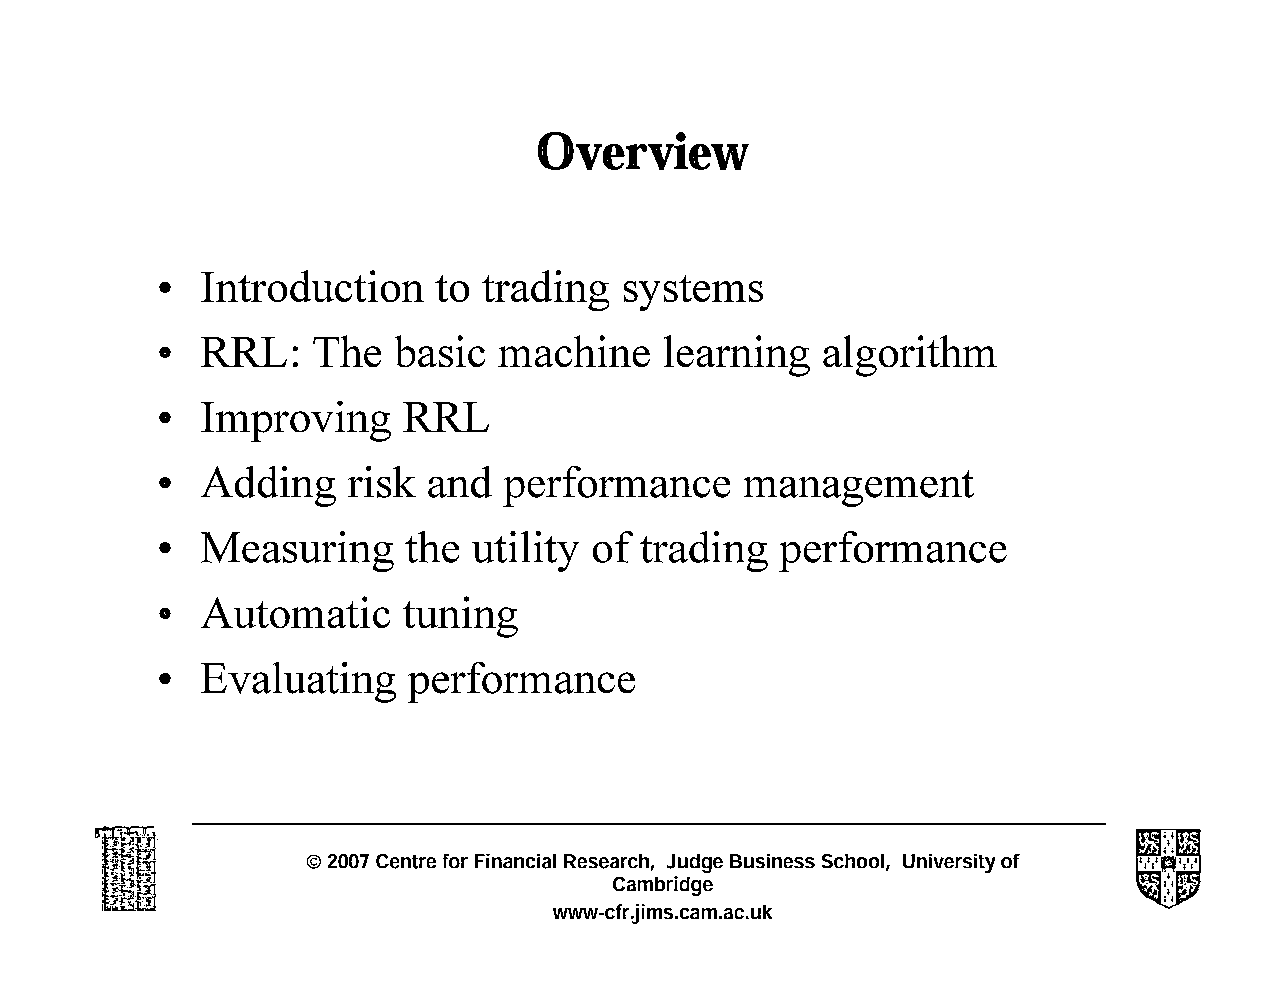 Overview
• Introduction to trading systems
• RRL: The basic machine learning algorithm
• Improving RRL
• Adding risk and performance management
• Measuring the utility of trading performance
• Automatic tuning
• Evaluating performance
© 2007 Centre for Financial Research, Judge Business School, University of
Cambridge
www-cfr.jims.cam.ac.uk